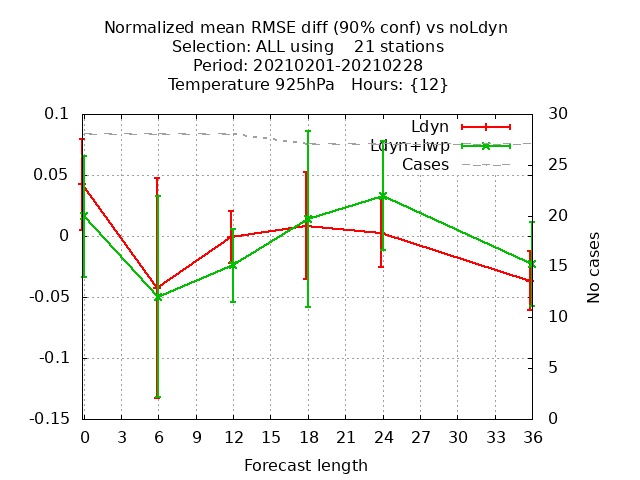 Normalized mean RMSE diff (90% conf) vs noLdyn
Selection: ALL using    21 stations
Period: 20210201-20210228
Temperature 925hPa   Hours: {12}
0.1
0.05
0
-0.05
-0.1
-0.15
30
25
20
15
10
5
0
Ldyn
Ldyn+lwp
Cases
No cases
0 3 6 9 12 15 18 21 24 27 30 33 36
Forecast length